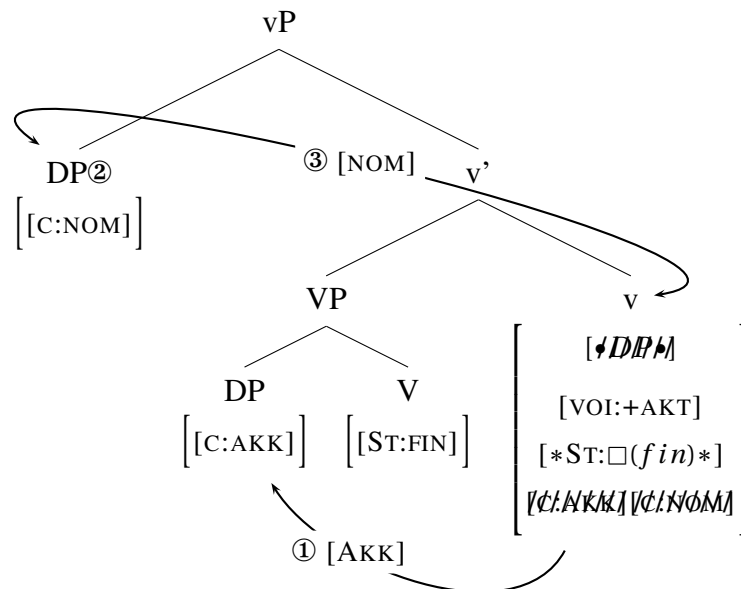 vP
DP② ③ [NOM] v’
[[C:NOM]]
VP v
[•DP•]
DP V [VOI:+AKT]
[[C:AKK]] [[ST:FIN]] [∗ST:□(fin)∗]
[C:AKK][C:NOM]
① [AKK]